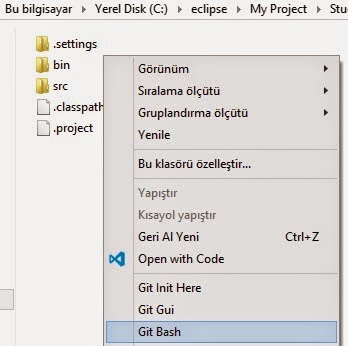 Bu bilgisayar ▸ Yerel Disk (C:) ▸ eclipse ▸ My Project ▸ Stu
.settings
bin
src
.classpath
.project
Görünüm
Sıralama ölçütü
Gruplandırma ölçütü
Yenile
Bu klasörü özelleştir...
Yapıştır
Kısayol yapıştır
Geri Al Yeni Ctrl+Z
Open with Code
Git Init Here
Git Gui
Git Bash